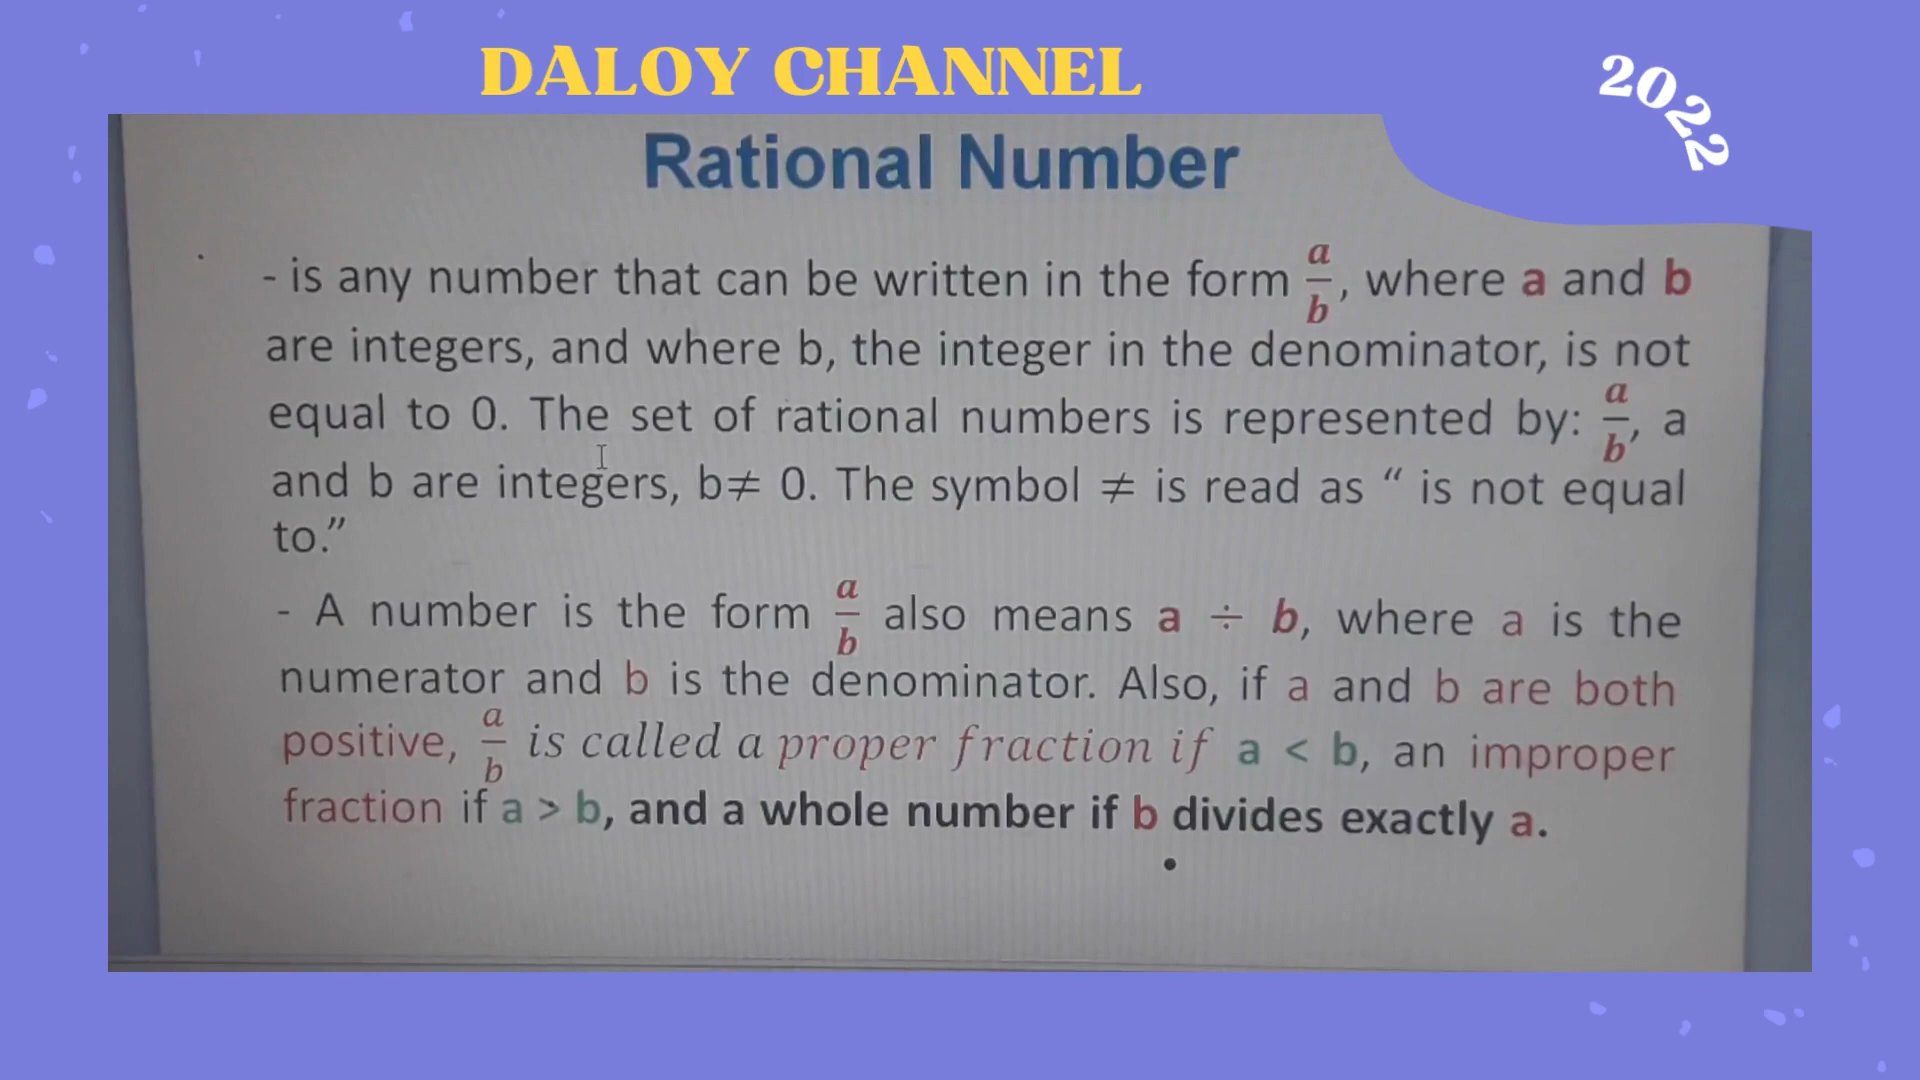 DALOY CHANNEL
2022
Rational Number
- is any number that can be written in the form a/b, where a and b
are integers, and where b, the integer in the denominator, is not
equal to 0. The set of rational numbers is represented by: a/b, a
and b are integers, b≠ 0. The symbol ≠ is read as “ is not equal
to.”
- A number is the form a/b also means a ÷ b, where a is the
numerator and b is the denominator. Also, if a and b are both
positive, a/b is called a proper fraction if a < b, an improper
fraction if a > b, and a whole number if b divides exactly a.